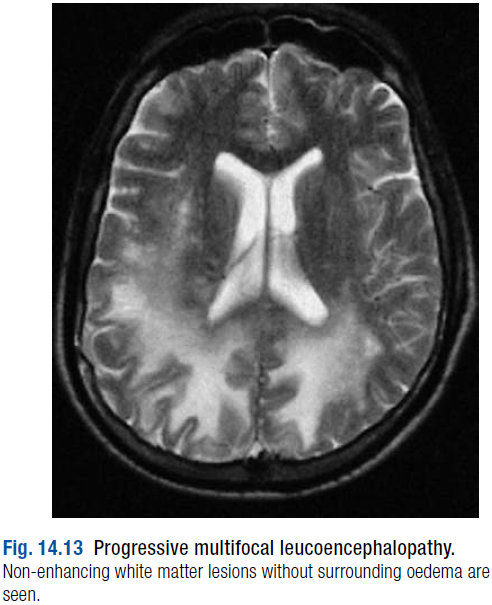 Fig. 14.13 Progressive multifocal leucoencephalopathy.
Non-enhancing white matter lesions without surrounding oedema are
seen.